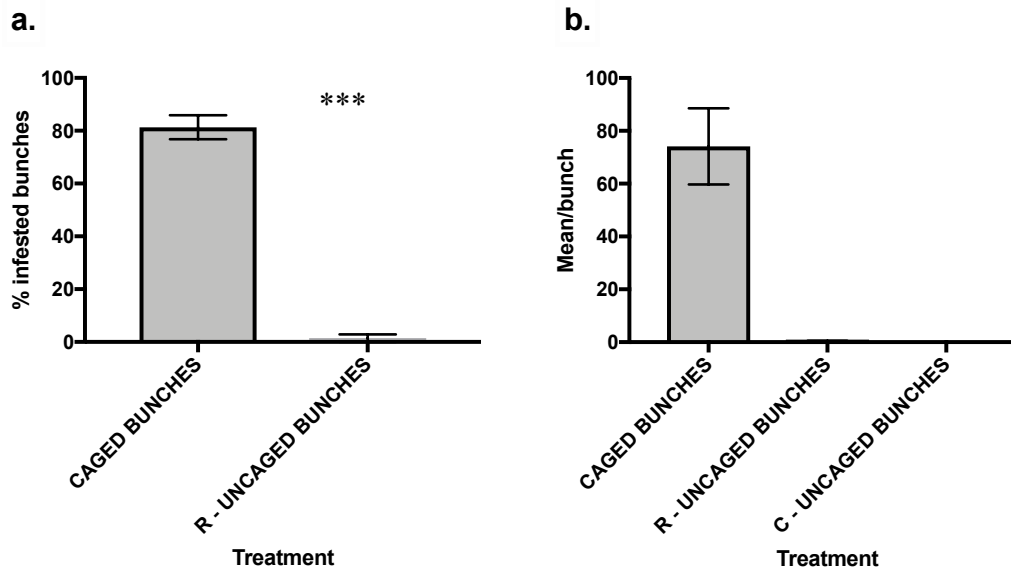 a.
% infested bunches
100
80
60
40
20
0
***
CAGED BUNCHES
R - UNCAGED BUNCHES
Treatment
b.
Mean/bunch
100
80
60
40
20
0
CAGED BUNCHES
R - UNCAGED BUNCHES
C - UNCAGED BUNCHES
Treatment